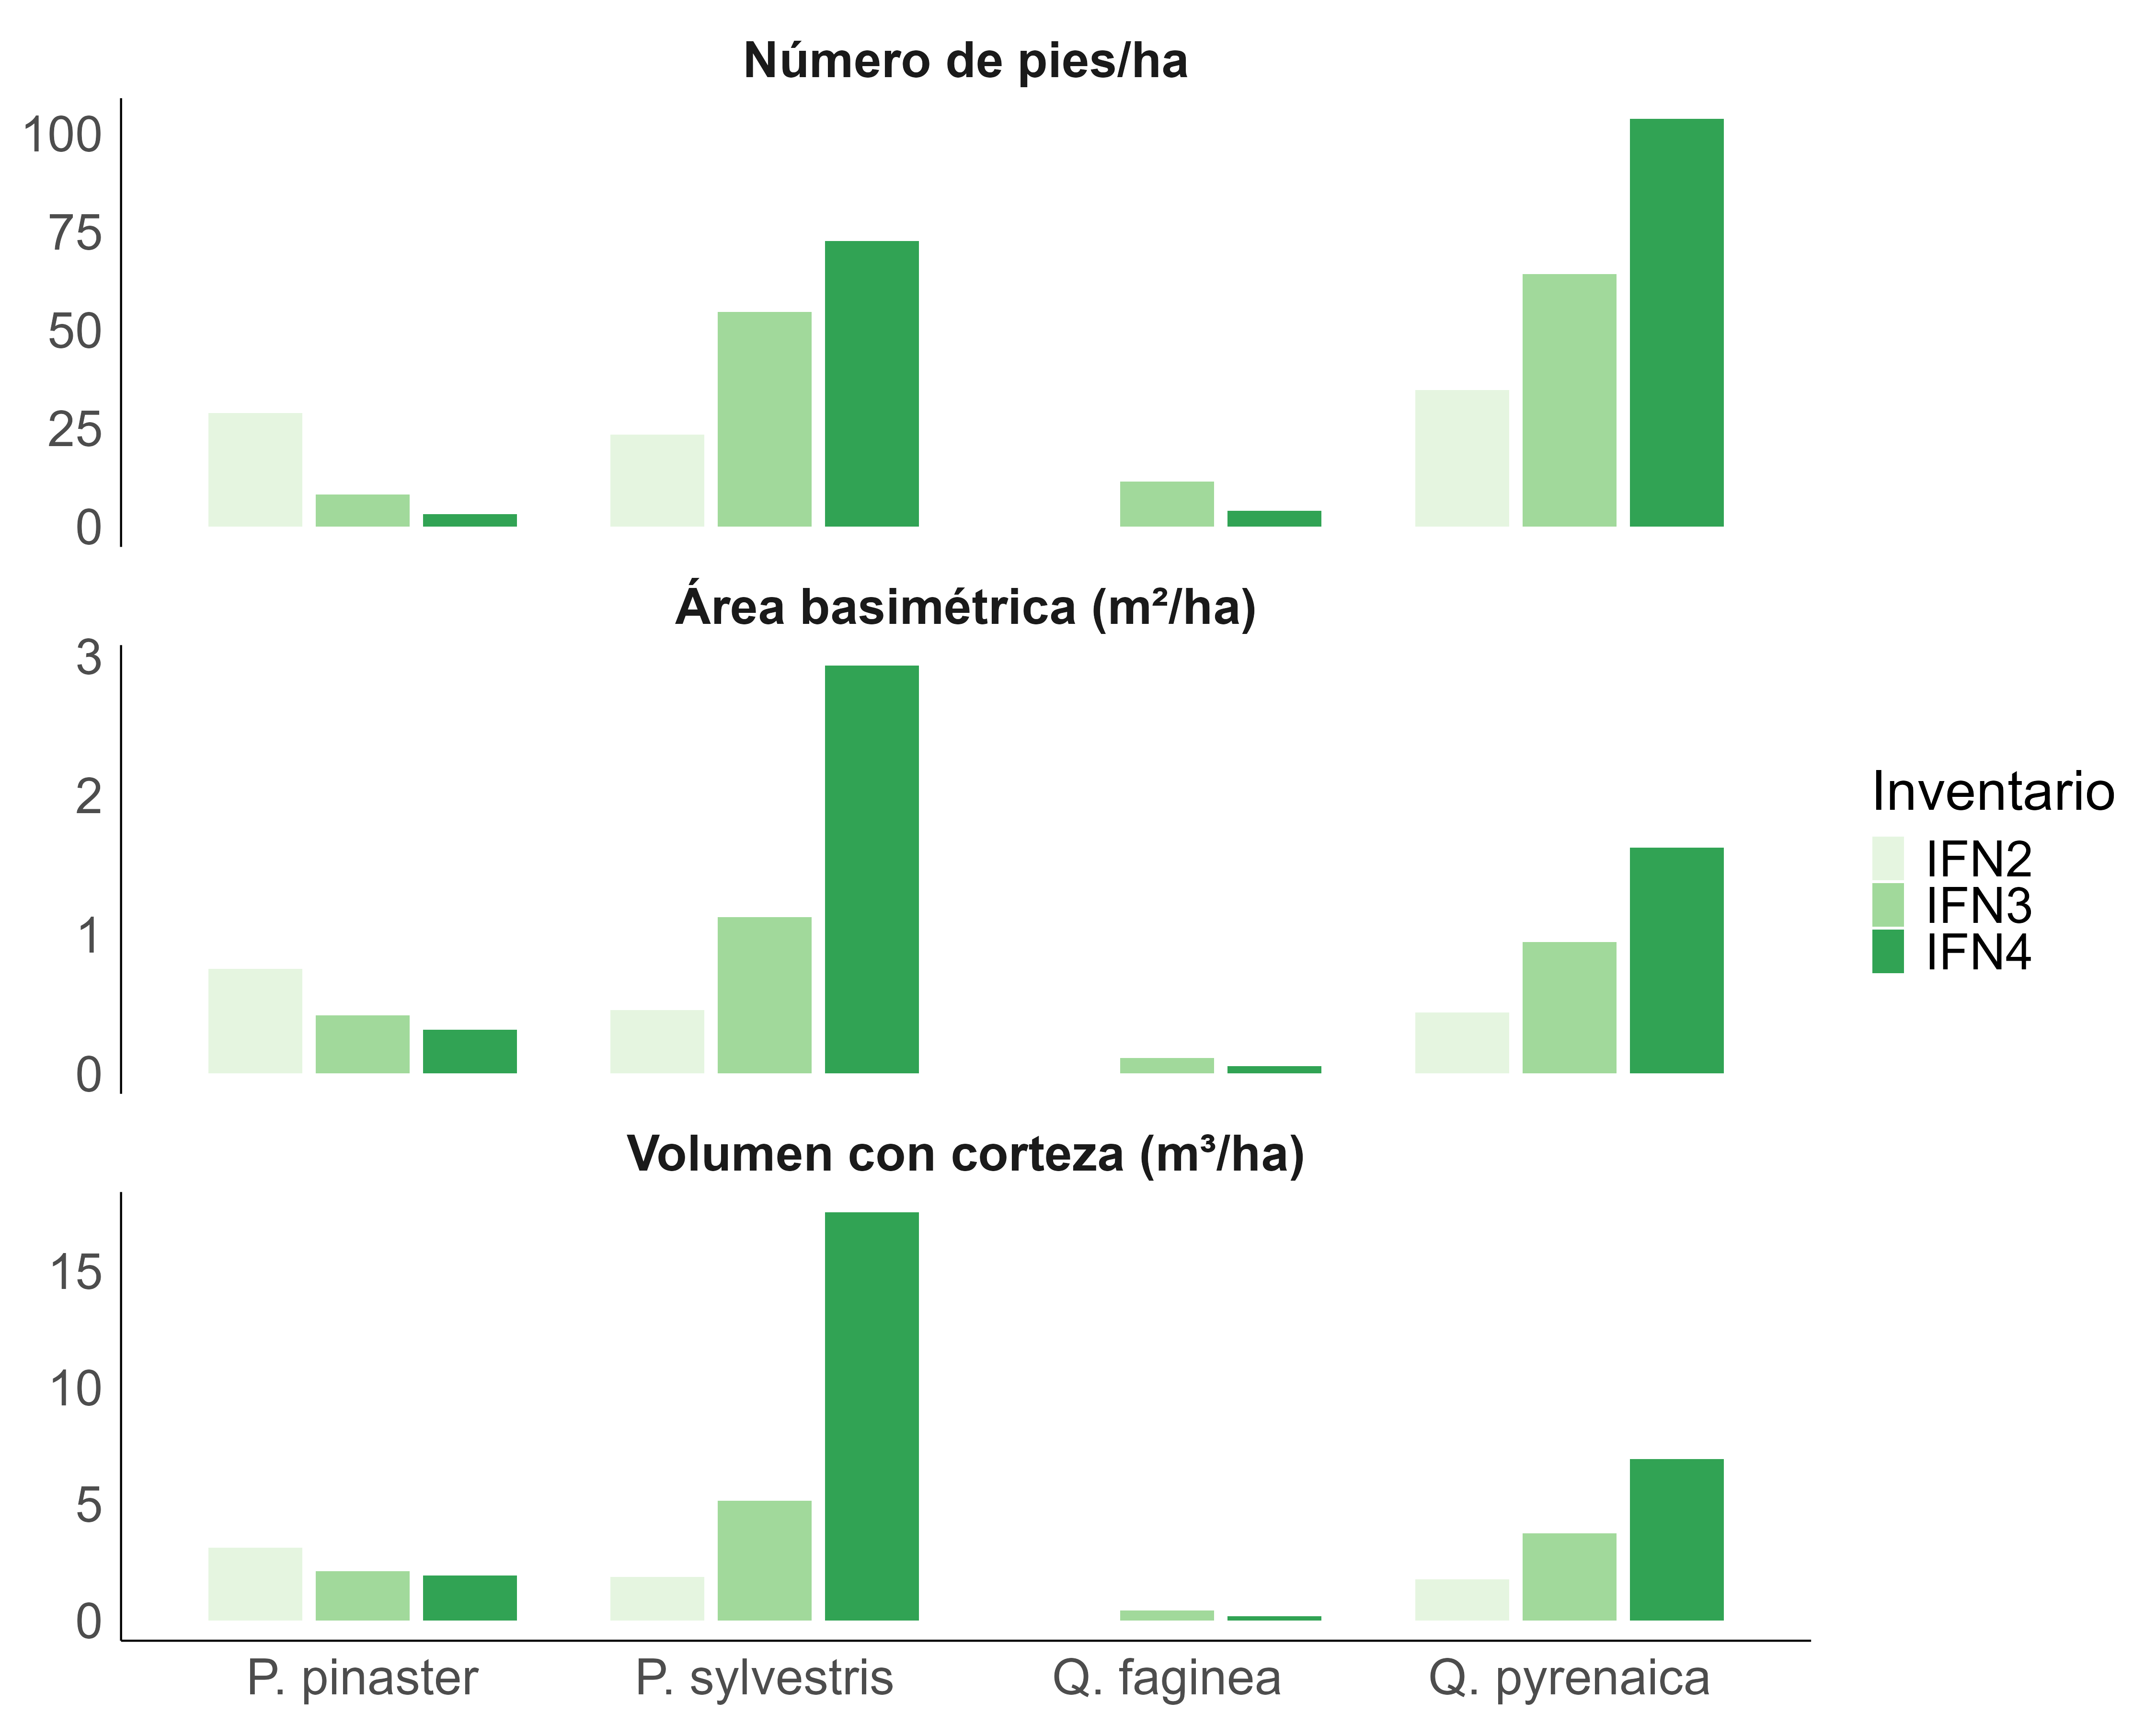 Número de pies/ha
100
75
50
25
0
Área basimétrica (m²/ha)
3
2
1
0
Inventario
IFN2
IFN3
IFN4
Volumen con corteza (m³/ha)
15
10
5
0
P. pinaster P. sylvestris Q. faginea Q. pyrenaica